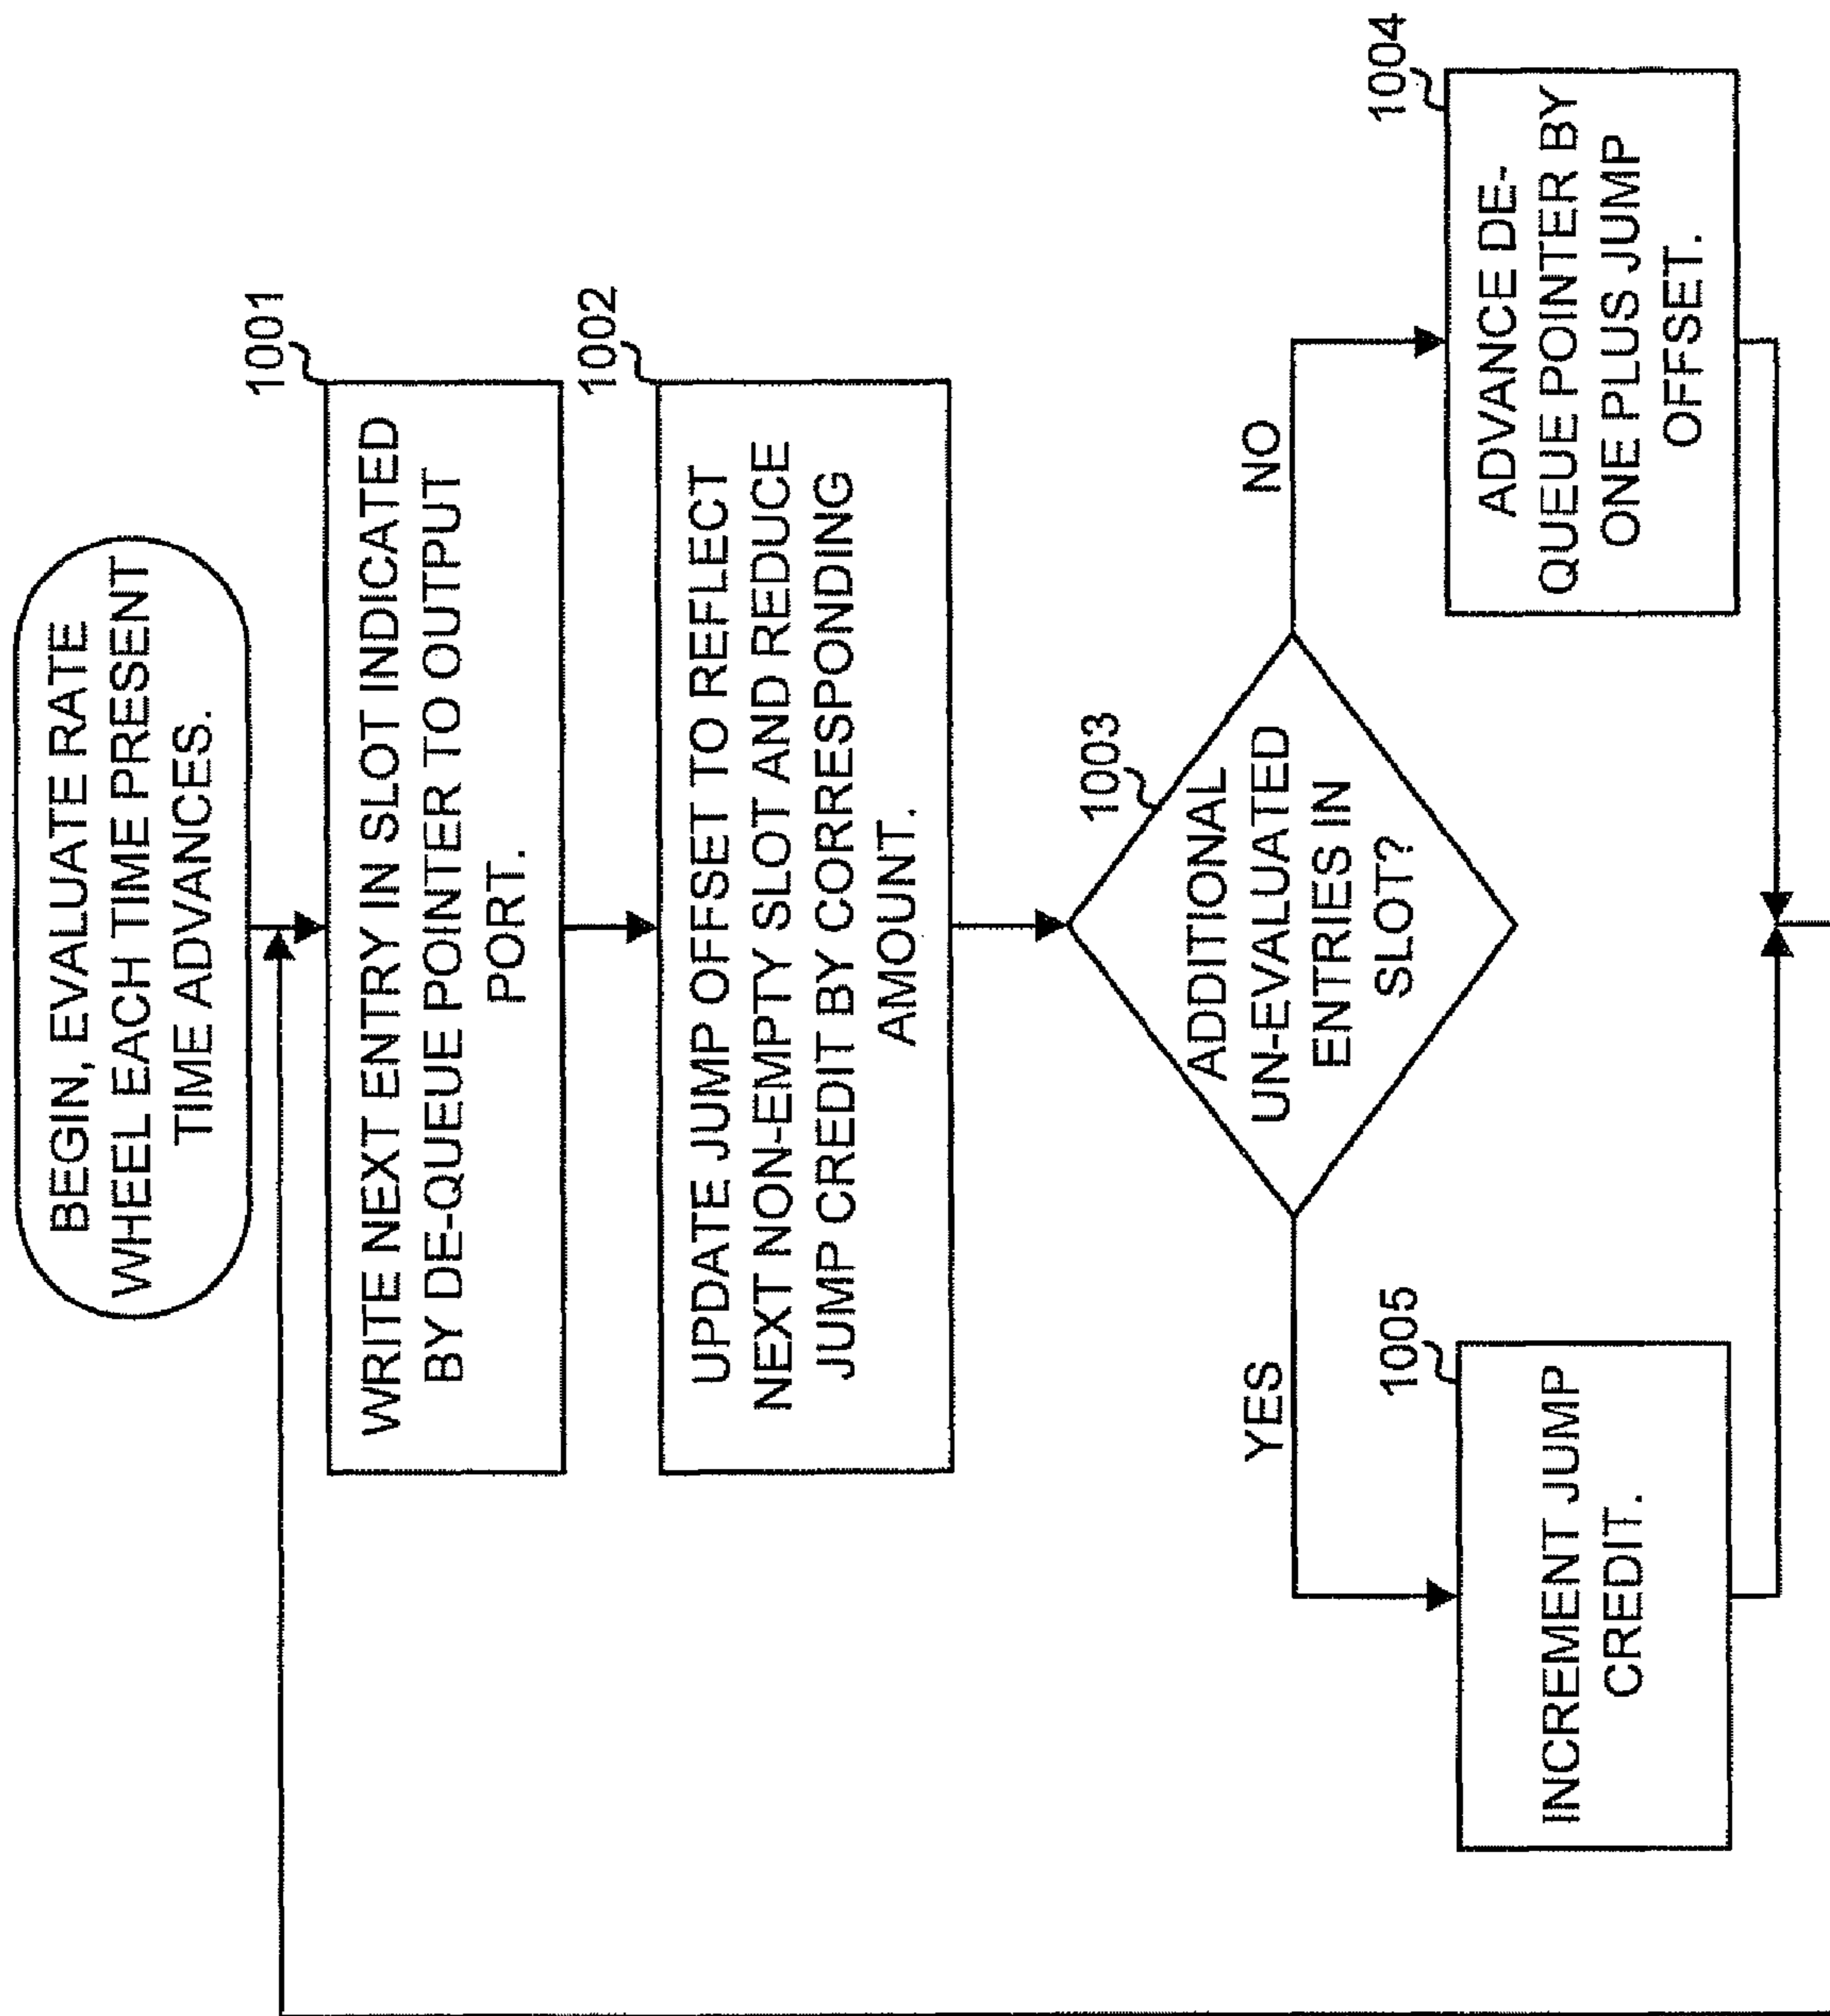 BEGIN, EVALUATE RATE
WHEEL EACH TIME PRESENT
TIME ADVANCES.
1001
WRITE NEXT ENTRY IN SLOT INDICATED
BY DE-QUEUE POINTER TO OUTPUT
PORT.
1002
UPDATE JUMP OFFSET TO REFLECT
NEXT NON-EMPTY SLOT AND REDUCE
JUMP CREDIT BY CORRESPONDING
AMOUNT.
1003
ADDITIONAL
UN-EVALUATED
ENTRIES IN
SLOT?
YES
NO
1005
INCREMENT JUMP
CREDIT.
1004
ADVANCE DE-
QUEUE POINTER BY
ONE PLUS JUMP
OFFSET.